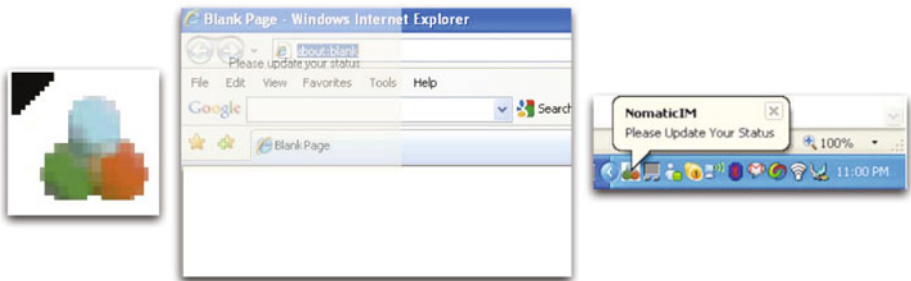 Blank Page - Windows Internet Explorer
about:blank
Please update your status
File Edit View Favorites Tools Help
Google Search
Blank Page
NomaticIM
Please Update Your Status
100%
11:00 PM